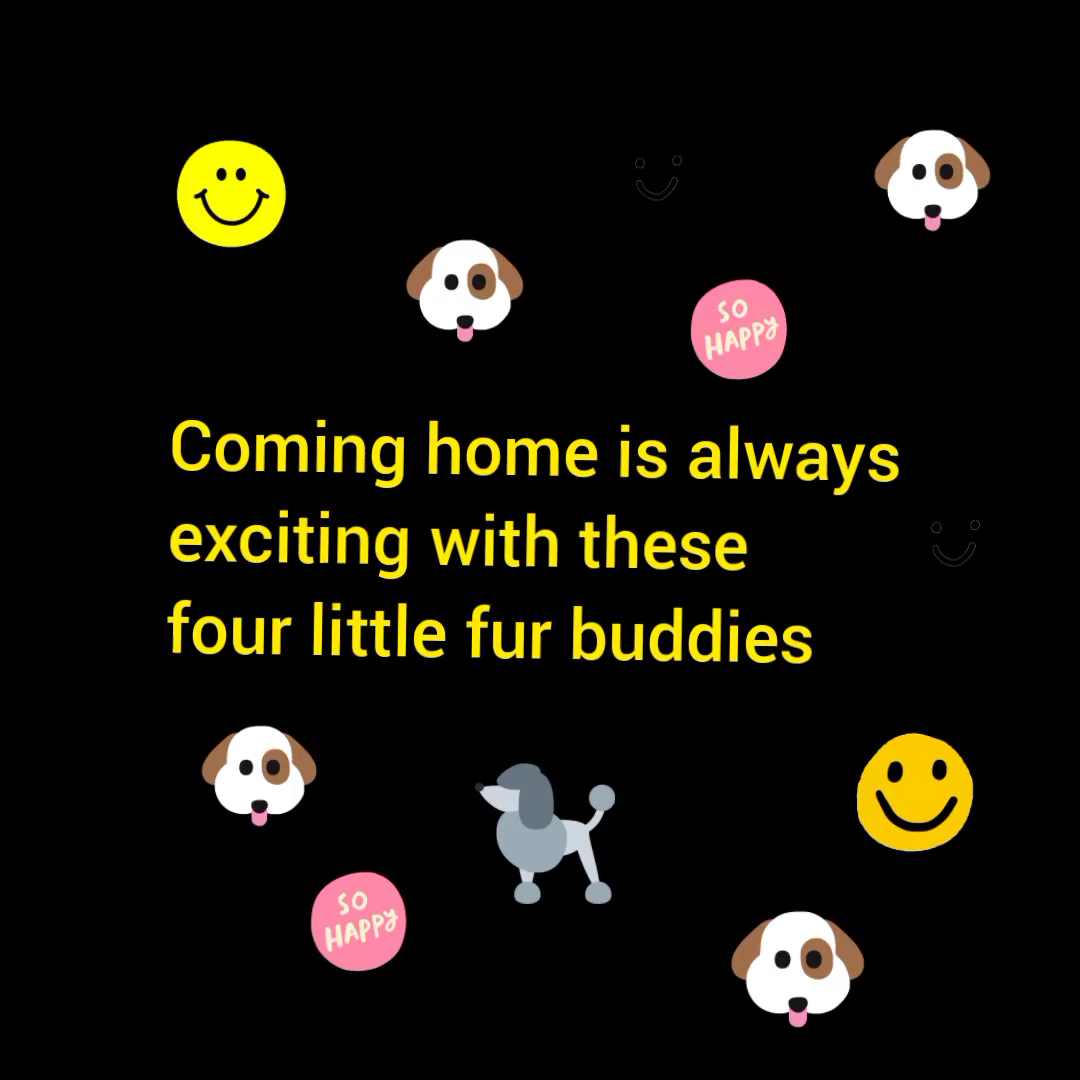 SO
HAPPY
Coming home is always
exciting with these
four little fur buddies
SO
HAPPY